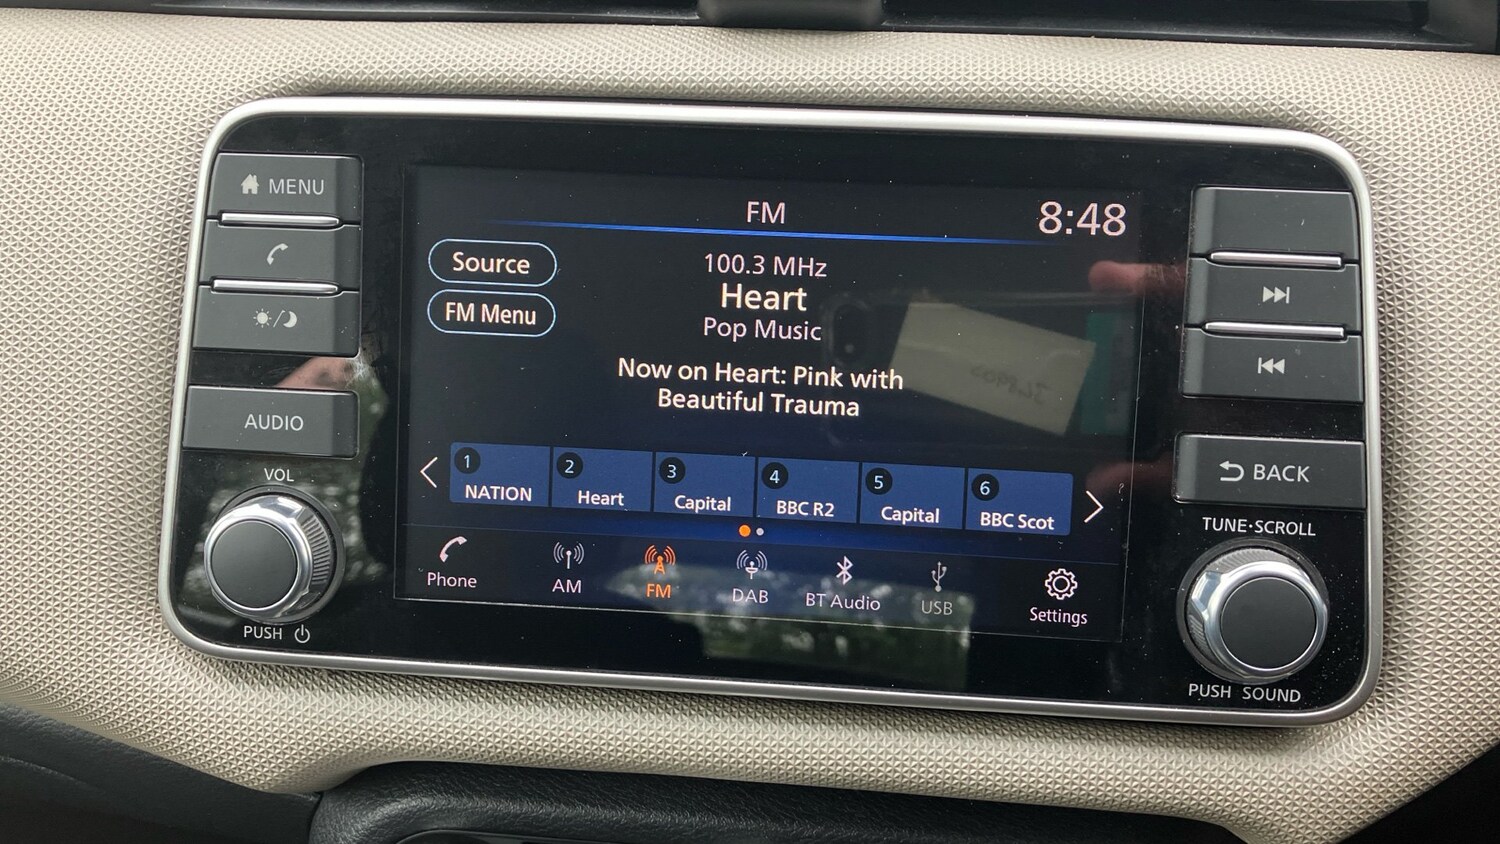 MENU
AUDIO
VOL
PUSH
FM
8:48
Source
FM Menu
100.3 MHz
Heart
Pop Music
Now on Heart: Pink with
Beautiful Trauma
1 NATION
2 Heart
3 Capital
4 BBC R2
5 Capital
6 BBC Scot
Phone
AM
FM
DAB
BT Audio
USB
Settings
BACK
TUNE·SCROLL
PUSH SOUND